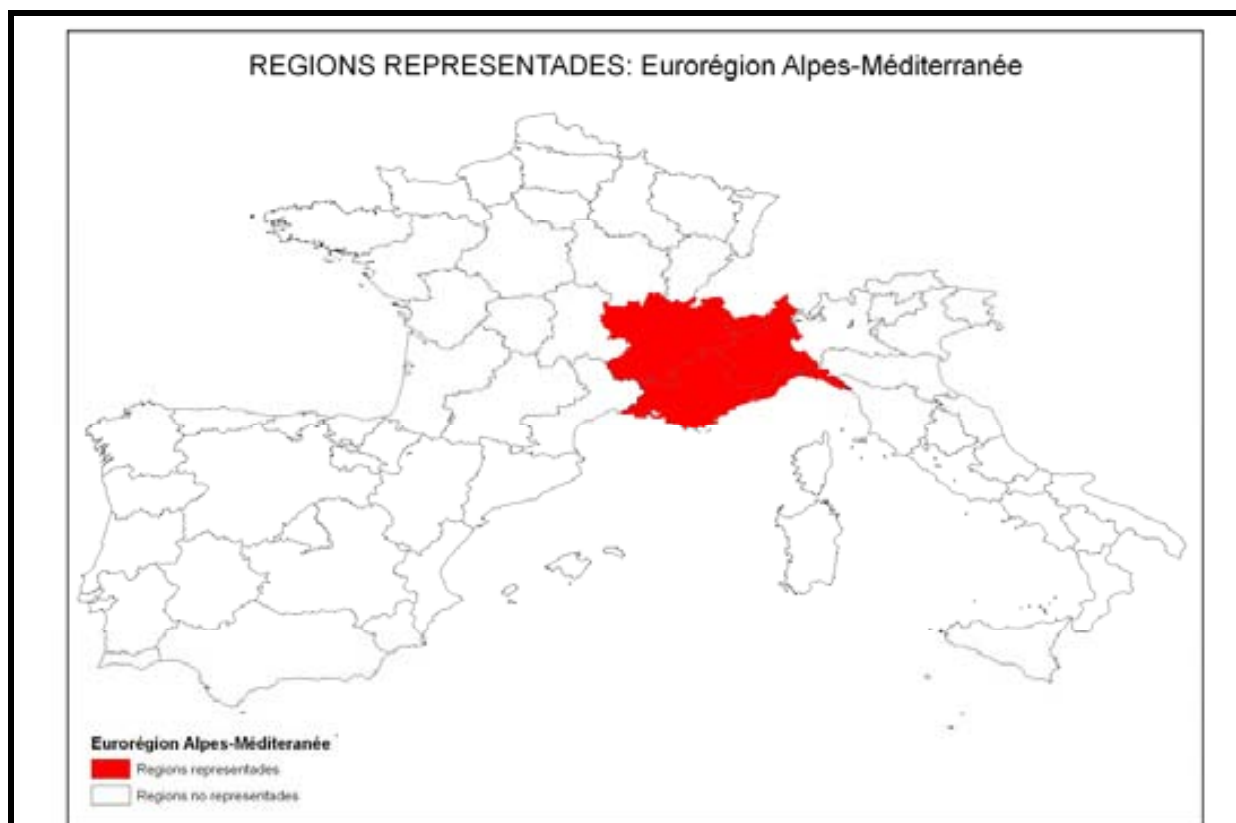 REGIONS REPRESENTADES: Eurorégion Alpes-Méditerranée
Eurorégion Alpes-Méditeranée
Regions representades
Regions no representades